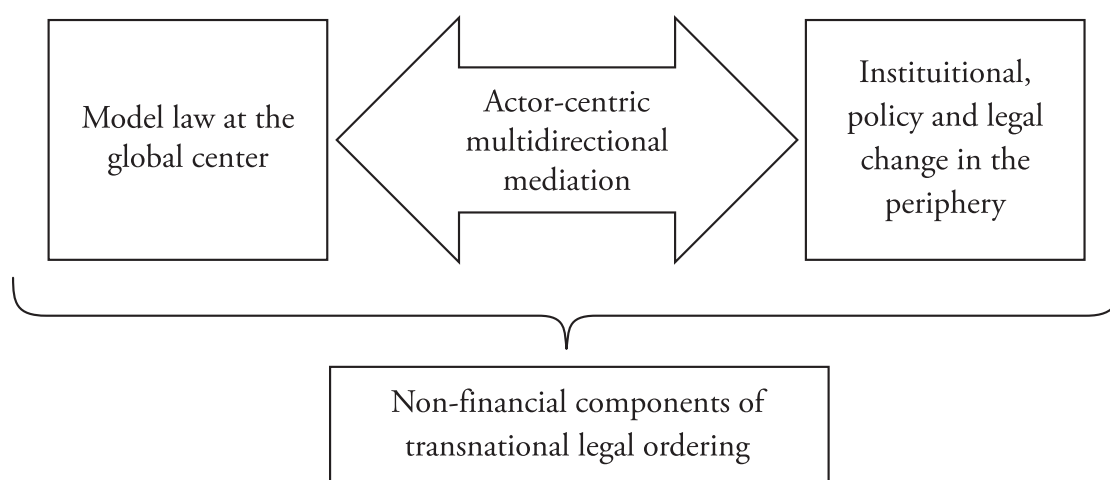 Model law at the
global center
Actor-centric
multidirectional
mediation
Instituitional,
policy and legal
change in the
periphery
Non-financial components of
transnational legal ordering